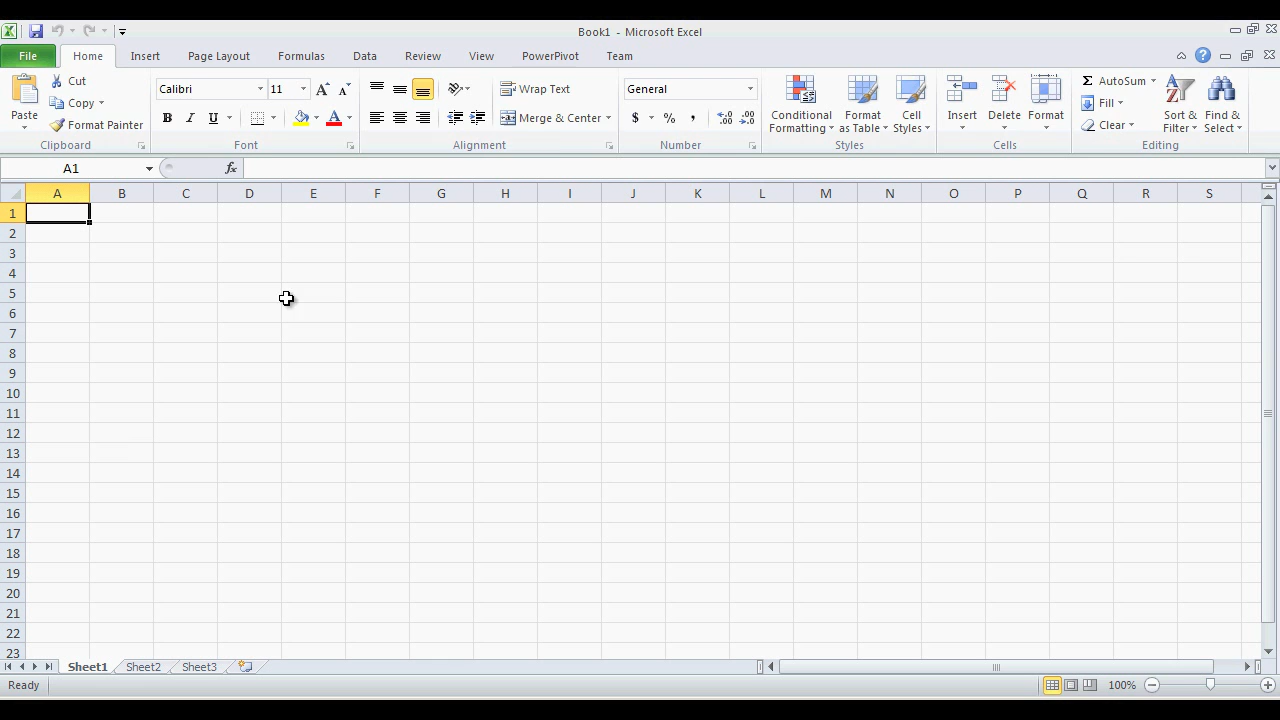 Book1 - Microsoft Excel
File Home Insert Page Layout Formulas Data Review View PowerPivot Team
Paste
Cut
Copy
Format Painter
Clipboard
Calibri 11
B I U A
Font
Wrap Text
Merge & Center
Alignment
General
$ % ,
Number
Conditional Formatting
Format as Table
Cell Styles
Styles
Insert
Delete
Format
Cells
AutoSum
Fill
Clear
Sort & Filter
Find & Select
Editing
A1 fx
A B C D E F G H I J K L M N O P Q R S
1
2
3
4
5
6
7
8
9
10
11
12
13
14
15
16
17
18
19
20
21
22
23
Sheet1 Sheet2 Sheet3
Ready 100%